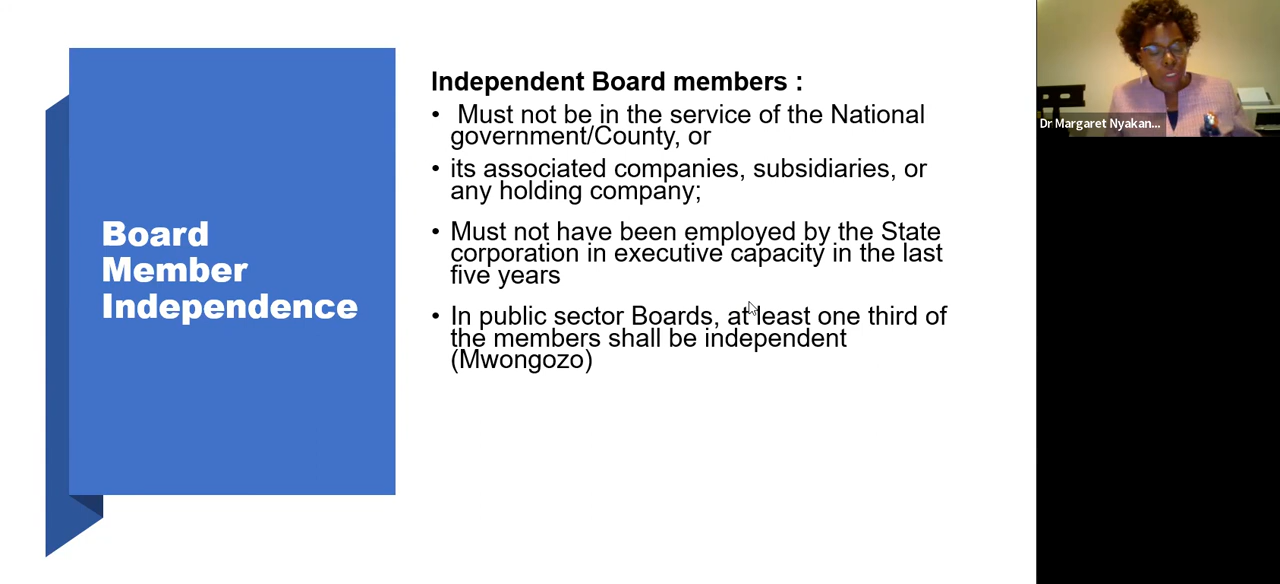 Board
Member
Independence
Independent Board members :
• Must not be in the service of the National
government/County, or
• its associated companies, subsidiaries, or
any holding company;
• Must not have been employed by the State
corporation in executive capacity in the last
five years
• In public sector Boards, at least one third of
the members shall be independent
(Mwongozo)
Dr Margaret Nyakan...